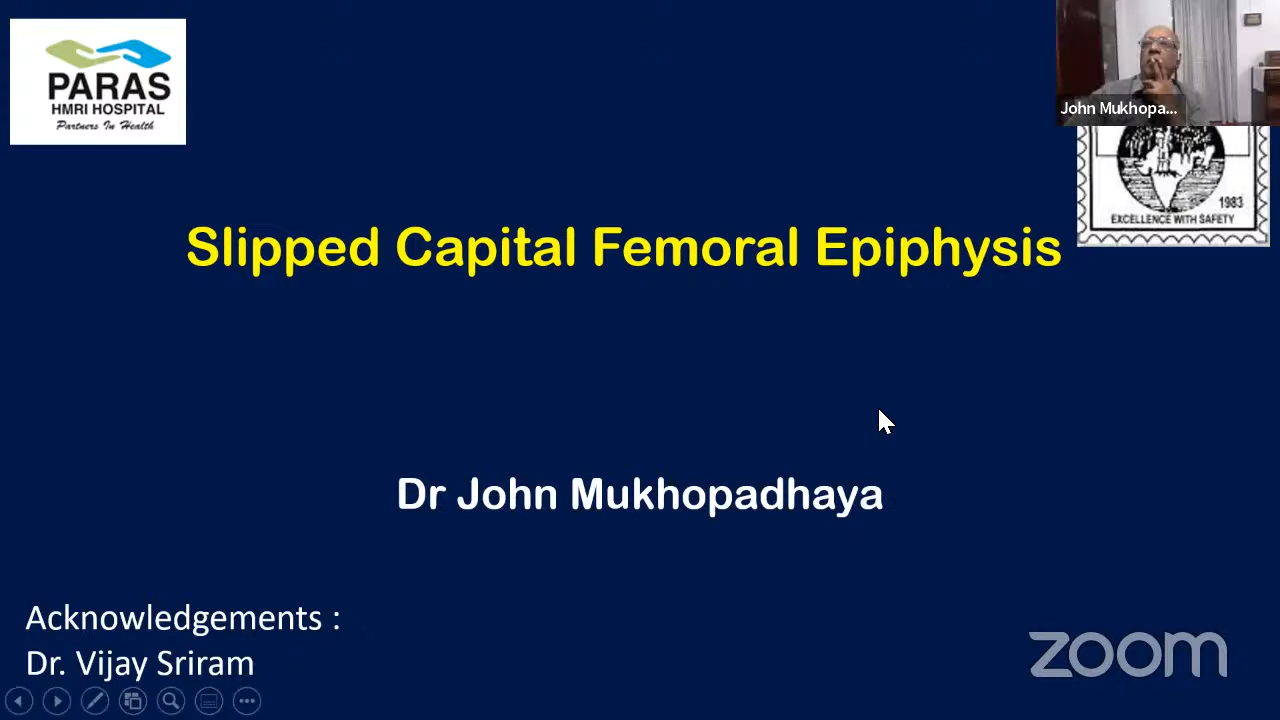 PARAS
HMRI HOSPITAL
Partners In Health
John Mukhopa...
1983
EXCELLENCE WITH SAFETY
Slipped Capital Femoral Epiphysis
Dr John Mukhopadhaya
Acknowledgements :
Dr. Vijay Sriram
zoom